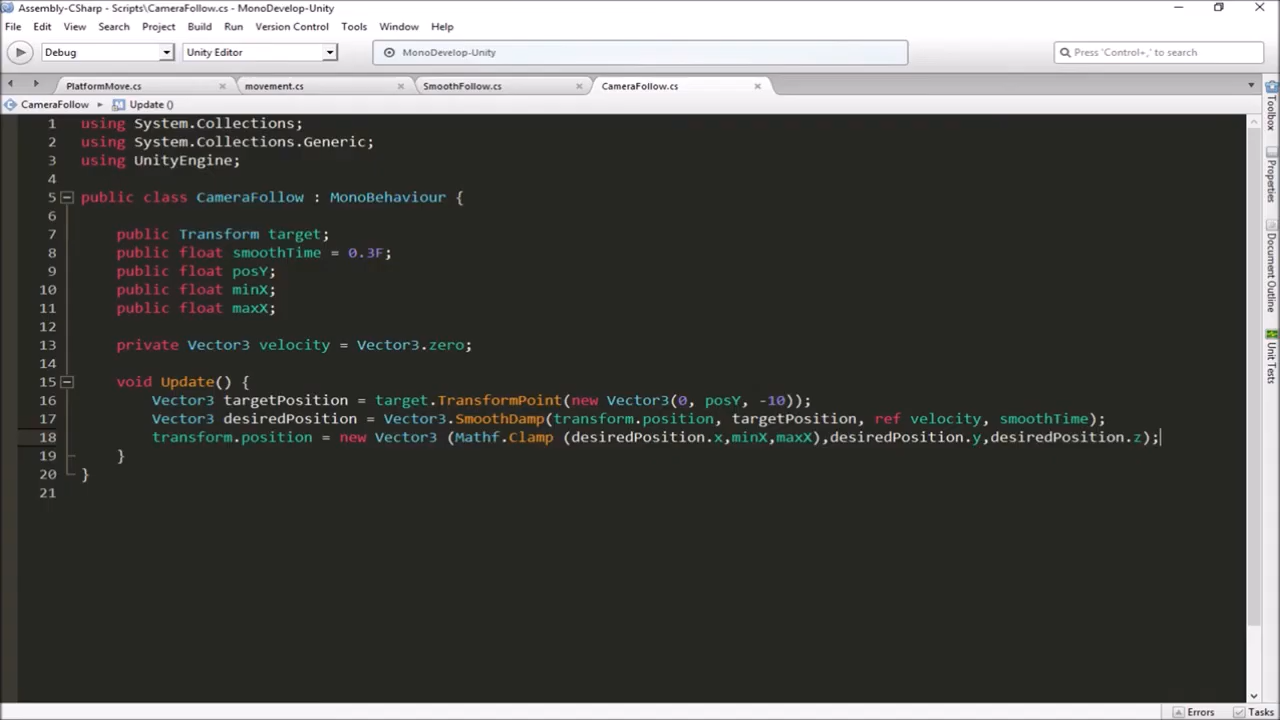 Assembly-CSharp - Scripts\CameraFollow.cs - MonoDevelop-Unity
File Edit View Search Project Build Run Version Control Tools Window Help
Debug Unity Editor MonoDevelop-Unity Press 'Control+,' to search
PlatformMove.cs movement.cs SmoothFollow.cs CameraFollow.cs
CameraFollow Update ()
1 using System.Collections;
2 using System.Collections.Generic;
3 using UnityEngine;
4
5 public class CameraFollow : MonoBehaviour {
6
7 public Transform target;
8 public float smoothTime = 0.3F;
9 public float posY;
10 public float minX;
11 public float maxX;
12
13 private Vector3 velocity = Vector3.zero;
14
15 void Update() {
16 Vector3 targetPosition = target.TransformPoint(new Vector3(0, posY, -10));
17 Vector3 desiredPosition = Vector3.SmoothDamp(transform.position, targetPosition, ref velocity, smoothTime);
18 transform.position = new Vector3 (Mathf.Clamp (desiredPosition.x,minX,maxX),desiredPosition.y,desiredPosition.z);
19 }
20 }
21
Toolbox
Properties
Document Outline
Unit Tests
Errors Tasks